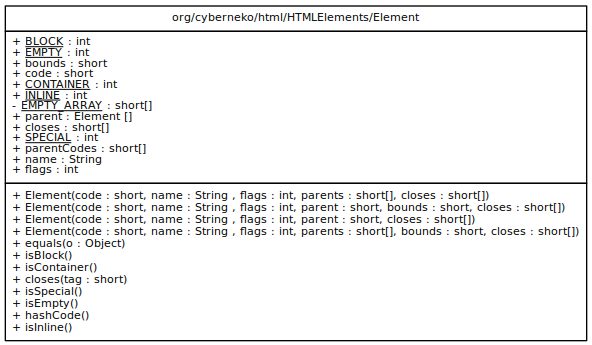 org/cyberneko/html/HTMLElements/Element
+ BLOCK : int
+ EMPTY : int
+ bounds : short
+ code : short
+ CONTAINER : int
+ INLINE : int
- EMPTY_ARRAY : short[]
+ parent : Element []
+ closes : short[]
+ SPECIAL : int
+ parentCodes : short[]
+ name : String
+ flags : int
+ Element(code : short, name : String , flags : int, parents : short[], closes : short[])
+ Element(code : short, name : String , flags : int, parent : short, bounds : short, closes : short[])
+ Element(code : short, name : String , flags : int, parent : short, closes : short[])
+ Element(code : short, name : String , flags : int, parents : short[], bounds : short, closes : short[])
+ equals(o : Object)
+ isBlock()
+ isContainer()
+ closes(tag : short)
+ isSpecial()
+ isEmpty()
+ hashCode()
+ isInline()